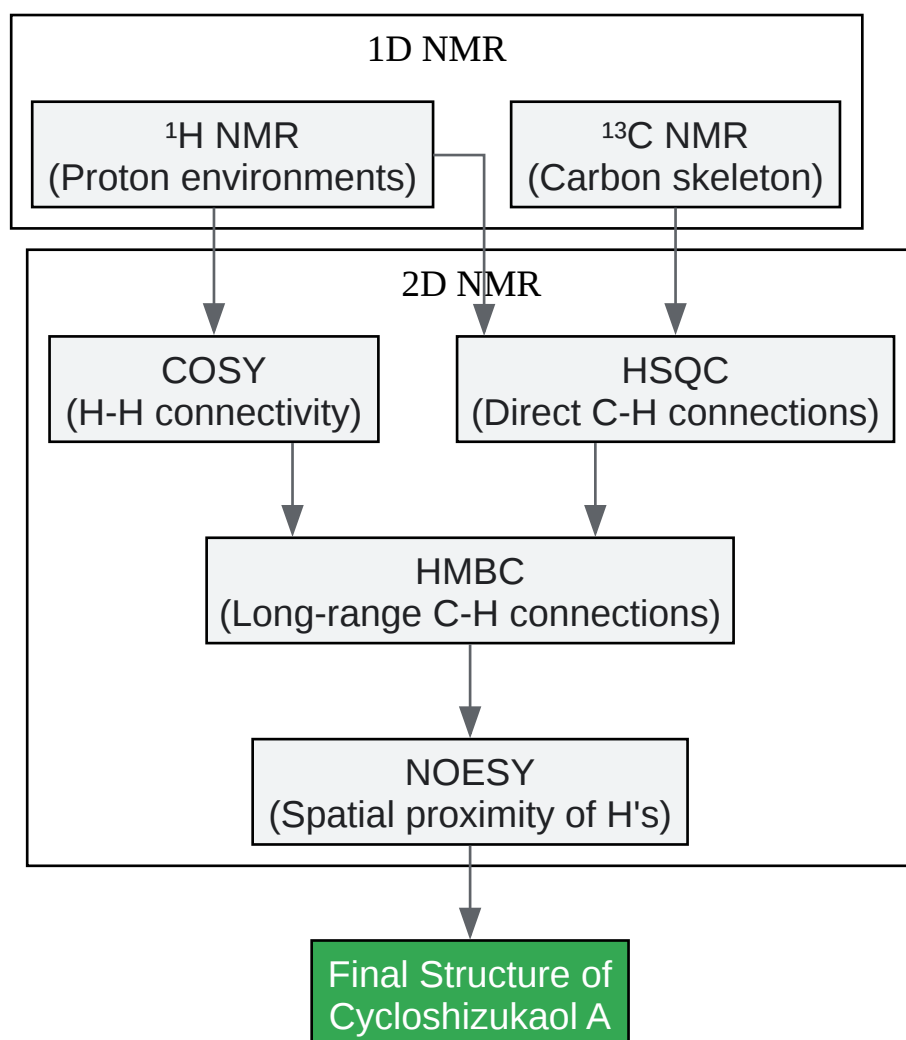 1D NMR
¹H NMR
(Proton environments)
¹³C NMR
(Carbon skeleton)
2D NMR
COSY
(H-H connectivity)
HSQC
(Direct C-H connections)
HMBC
(Long-range C-H connections)
NOESY
(Spatial proximity of H's)
Final Structure of
Cycloshizukaol A